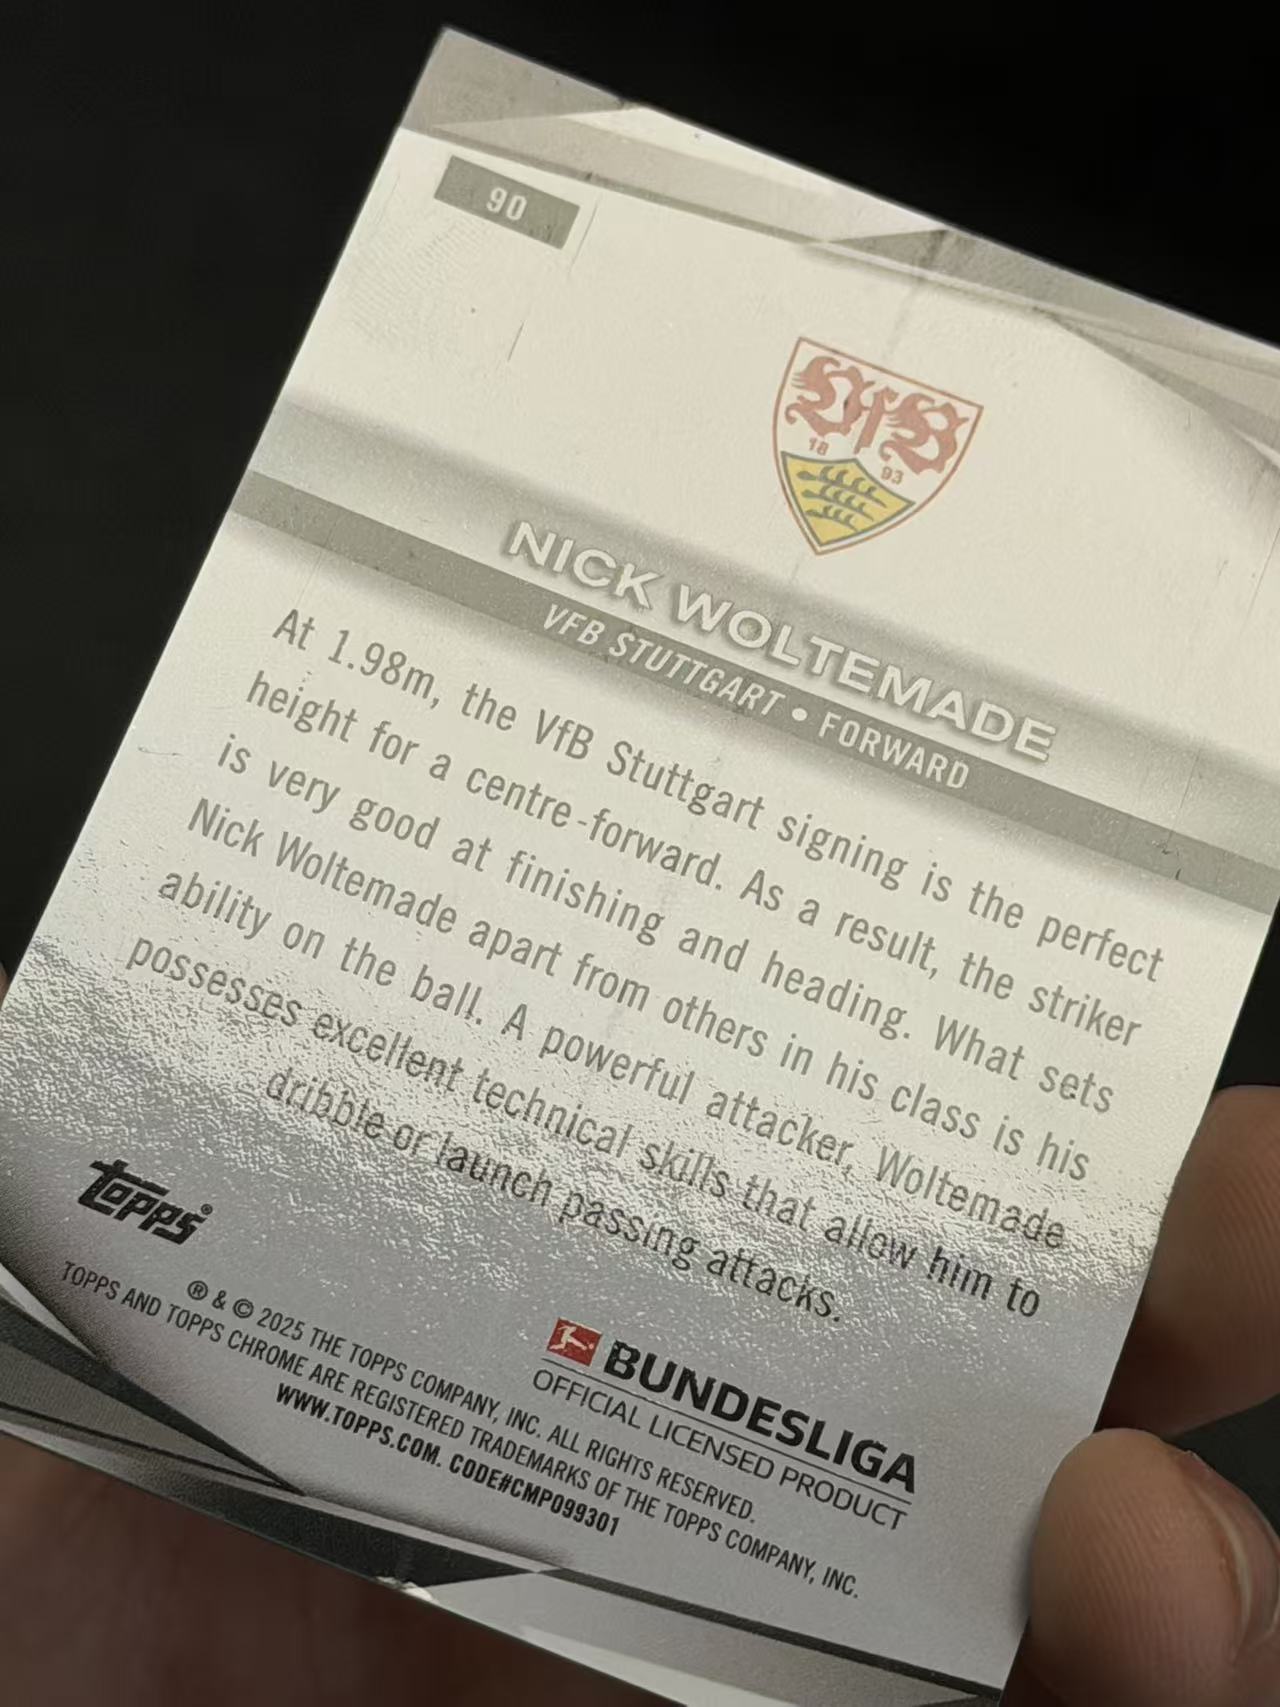 90
VfB
18 93
NICK WOLTEMADE
VFB STUTTGART • FORWARD
At 1.98m, the VfB Stuttgart signing is the perfect
height for a centre-forward. As a result, the striker
is very good at finishing and heading. What sets
Nick Woltemade apart from others in his class is his
ability on the ball. A powerful attacker, Woltemade
possesses excellent technical skills that allow him to
dribble or launch passing attacks.
topps®
BUNDESLIGA
OFFICIAL LICENSED PRODUCT
® & © 2025 THE TOPPS COMPANY, INC. ALL RIGHTS RESERVED.
TOPPS AND TOPPS CHROME ARE REGISTERED TRADEMARKS OF THE TOPPS COMPANY, INC.
WWW.TOPPS.COM. CODE#CMP099301